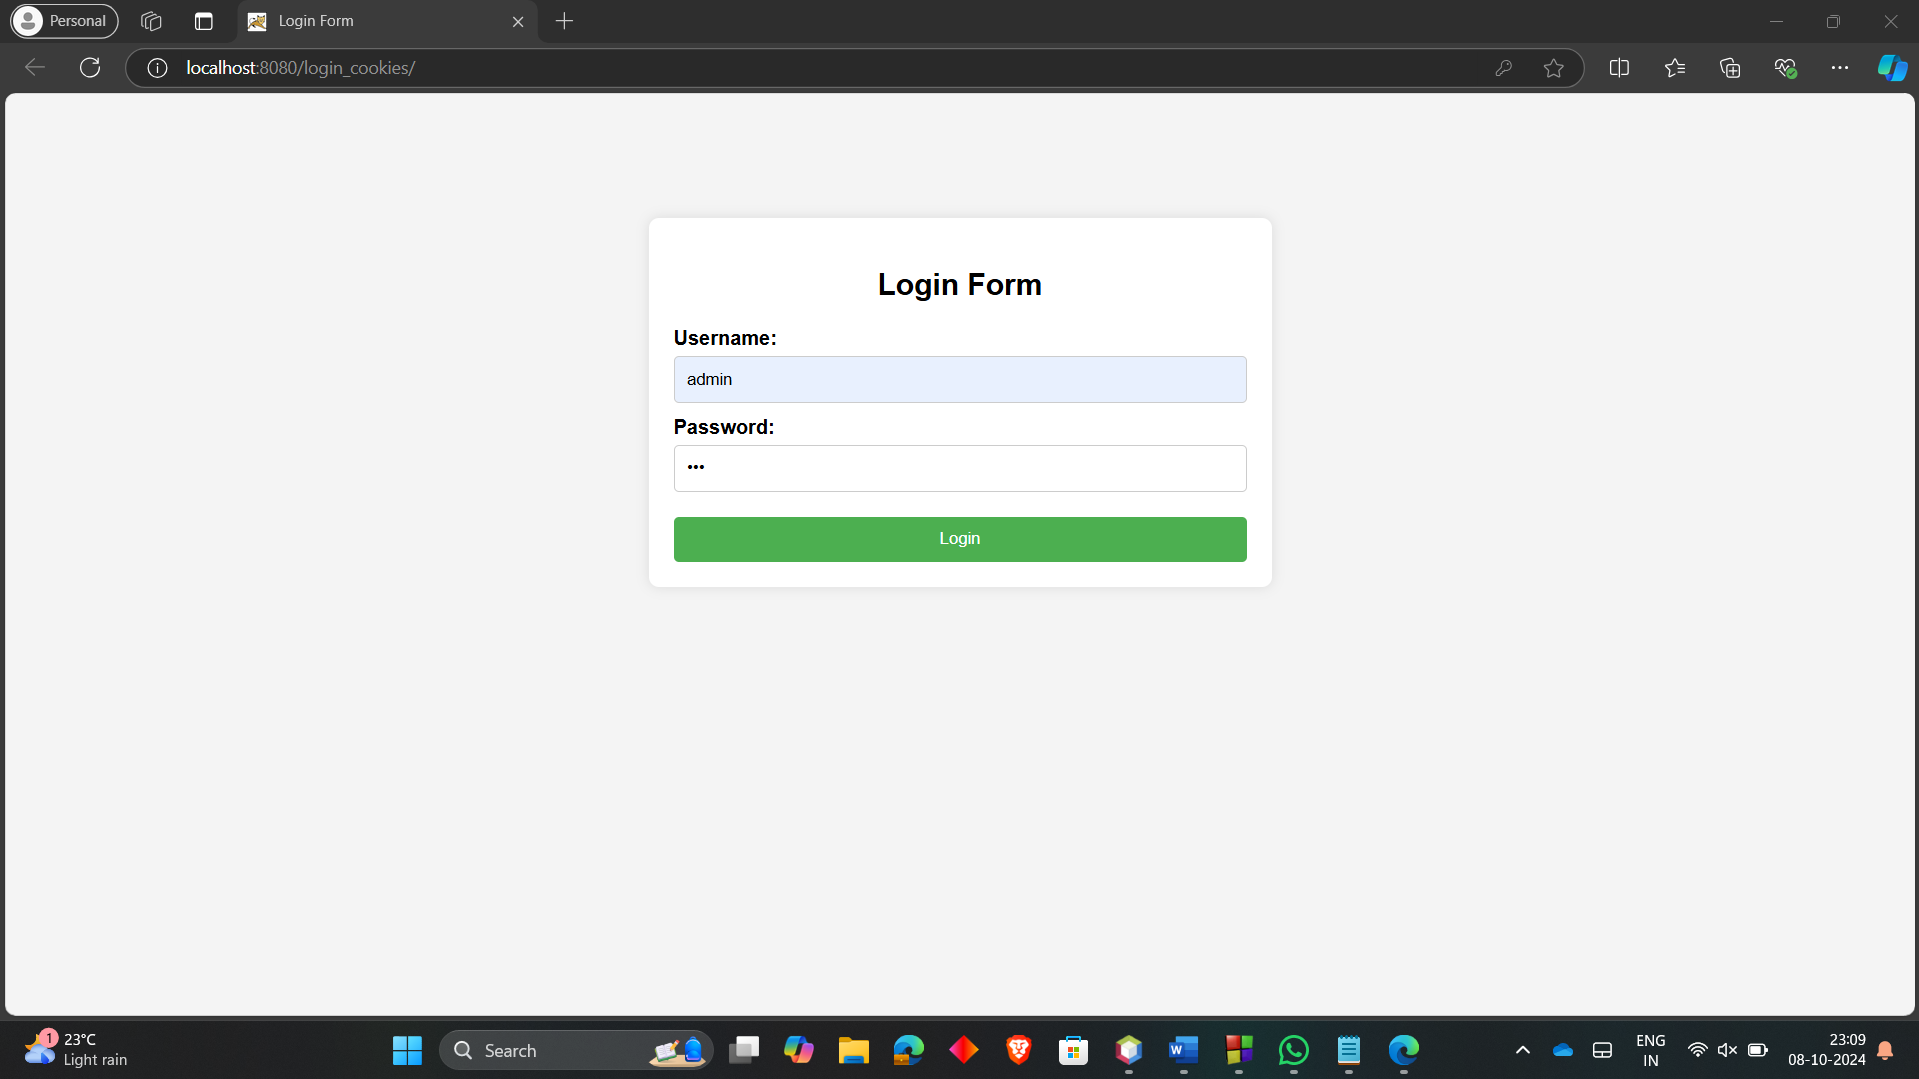 Personal
Login Form
localhost:8080/login_cookies/
Login Form
Username:
admin
Password:
•••
Login
1
23°C
Light rain
Search
W
ENG
IN
23:09
08-10-2024